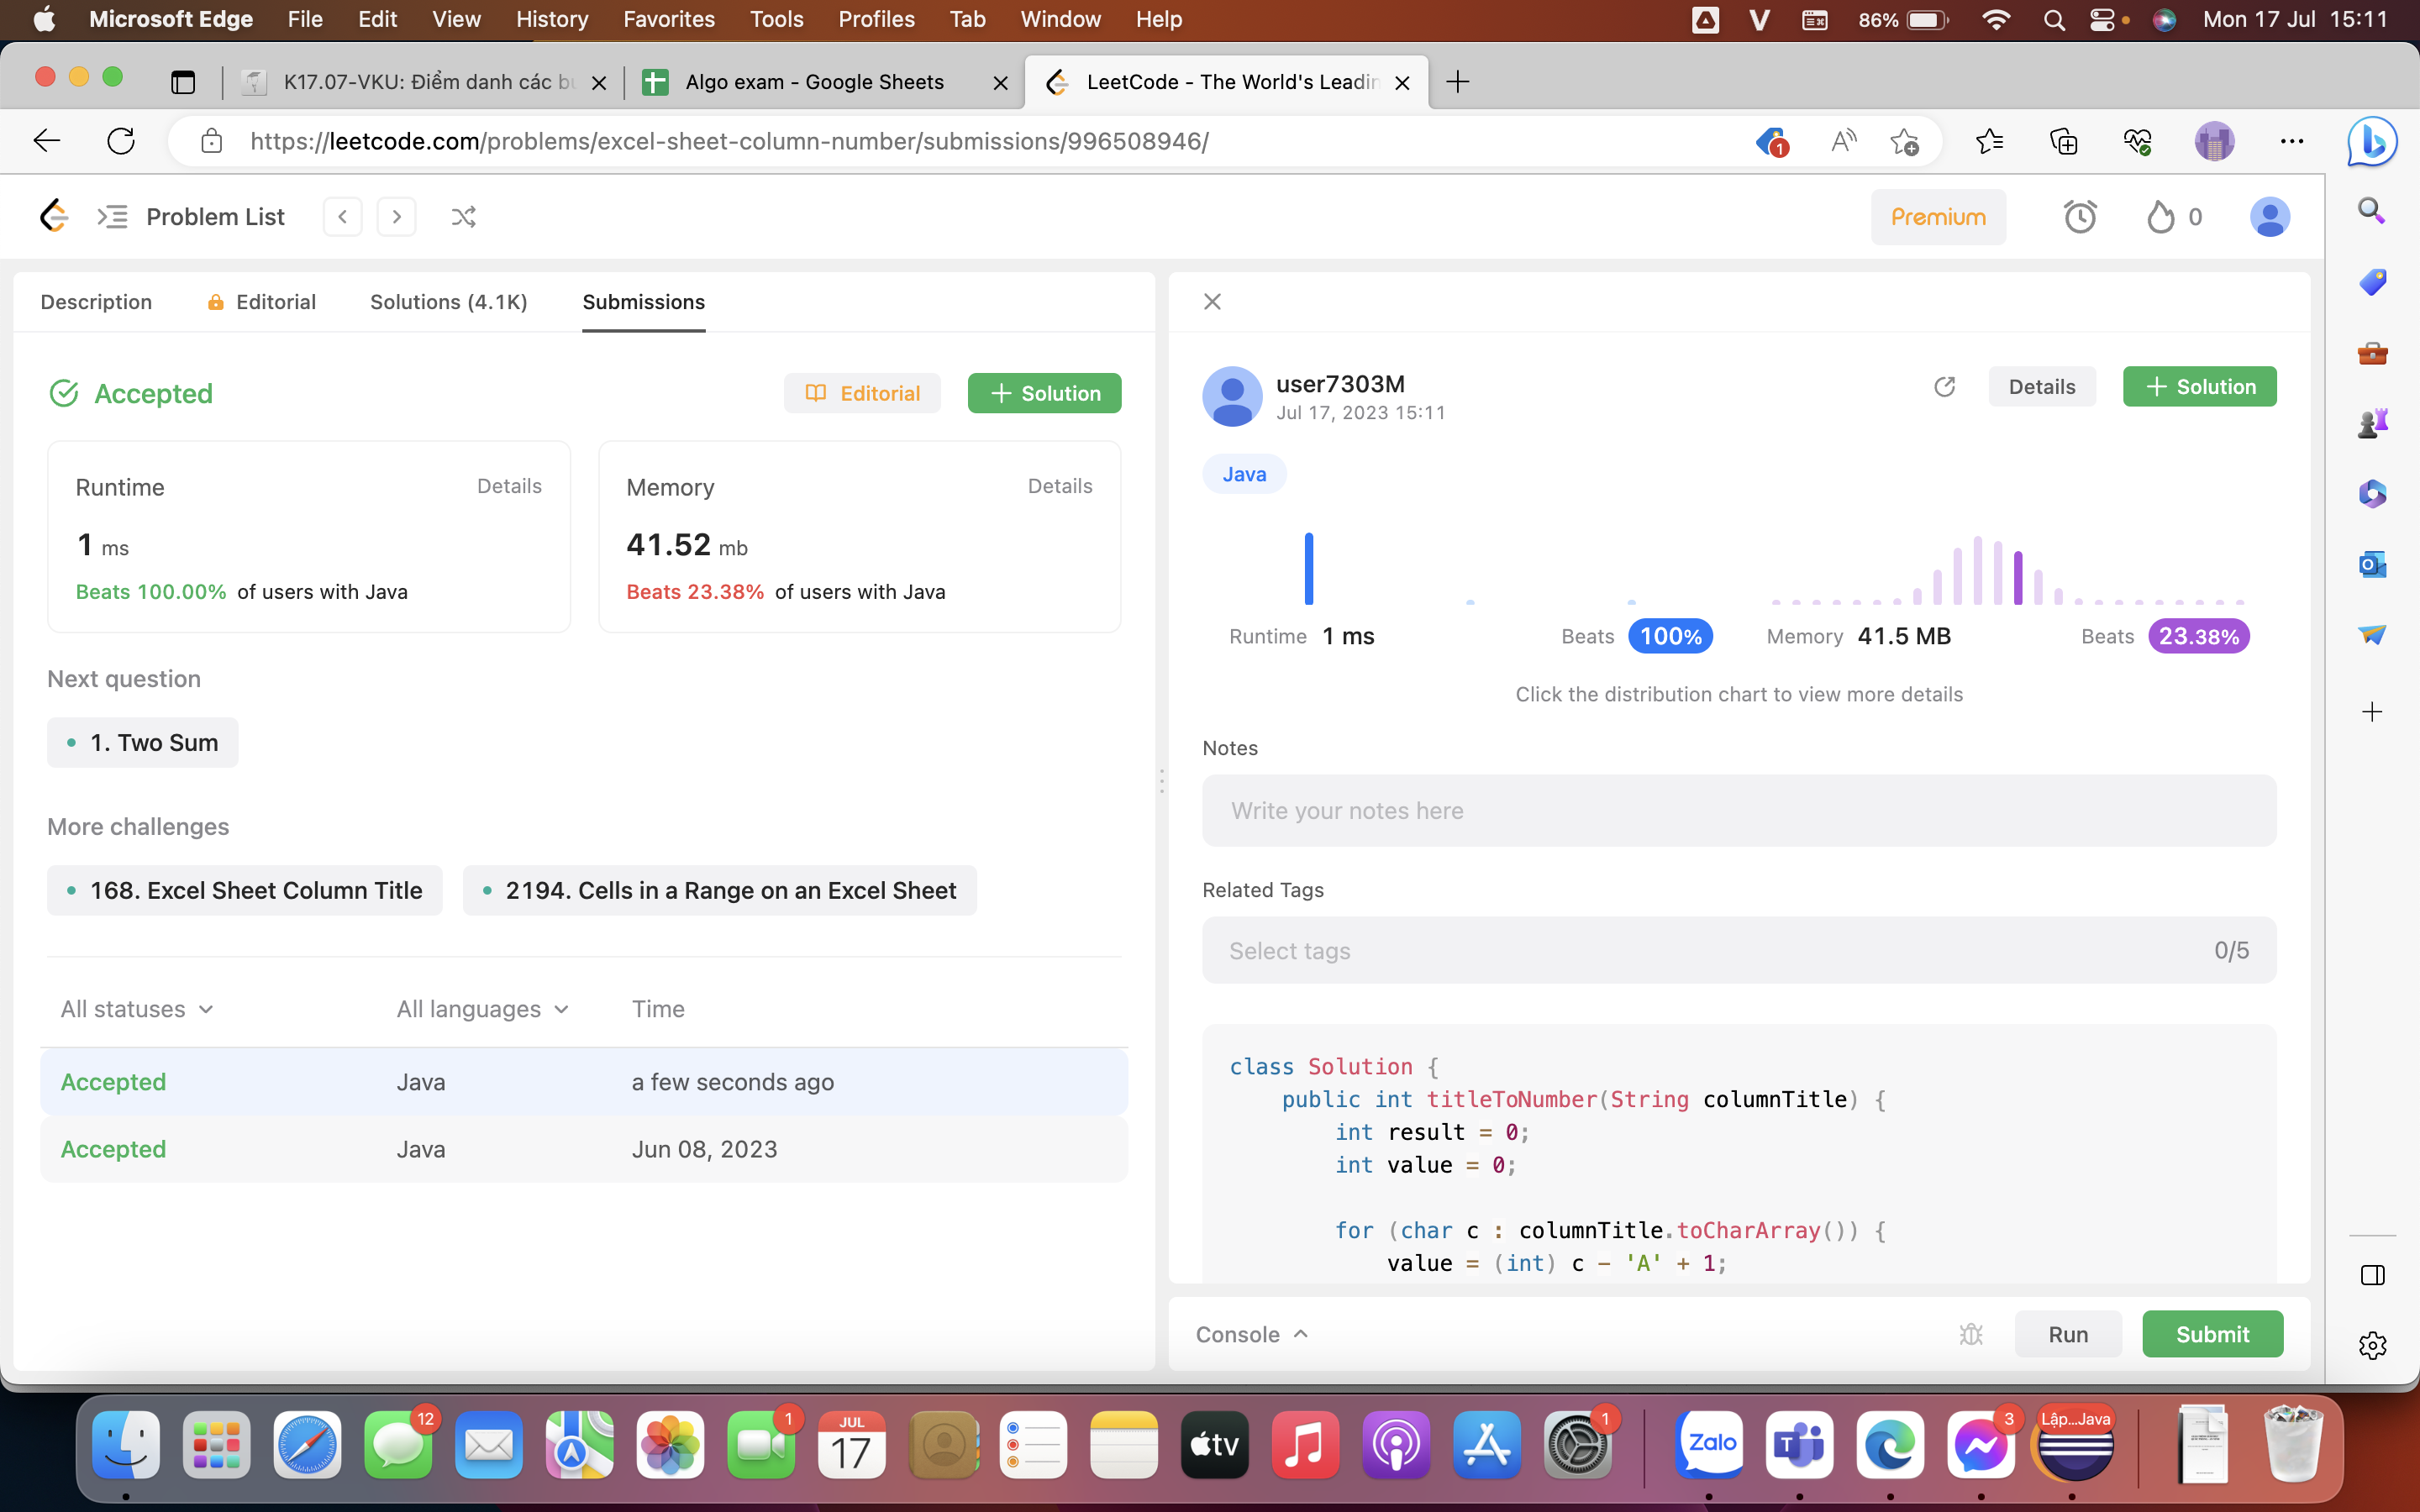 Microsoft Edge File Edit View History Favorites Tools Profiles Tab Window Help 86% Mon 17 Jul 15:11
K17.07-VKU: Điểm danh các bu Algo exam - Google Sheets LeetCode - The World's Leadin
https://leetcode.com/problems/excel-sheet-column-number/submissions/996508946/ 1
Problem List Premium 0
Description Editorial Solutions (4.1K) Submissions
Accepted Editorial + Solution
Runtime Details
1 ms
Beats 100.00% of users with Java
Memory Details
41.52 mb
Beats 23.38% of users with Java
Next question
1. Two Sum
More challenges
168. Excel Sheet Column Title 2194. Cells in a Range on an Excel Sheet
All statuses All languages Time
Accepted Java a few seconds ago
Accepted Java Jun 08, 2023
user7303M
Jul 17, 2023 15:11
Details + Solution
Java
Runtime 1 ms Beats 100% Memory 41.5 MB Beats 23.38%
Click the distribution chart to view more details
Notes
Write your notes here
Related Tags
Select tags 0/5
class Solution {
public int titleToNumber(String columnTitle) {
int result = 0;
int value = 0;
for (char c : columnTitle.toCharArray()) {
value = (int) c - 'A' + 1;
Console Run Submit
12 1 JUL 17 tv 1 Zalo 3 Lập...Java